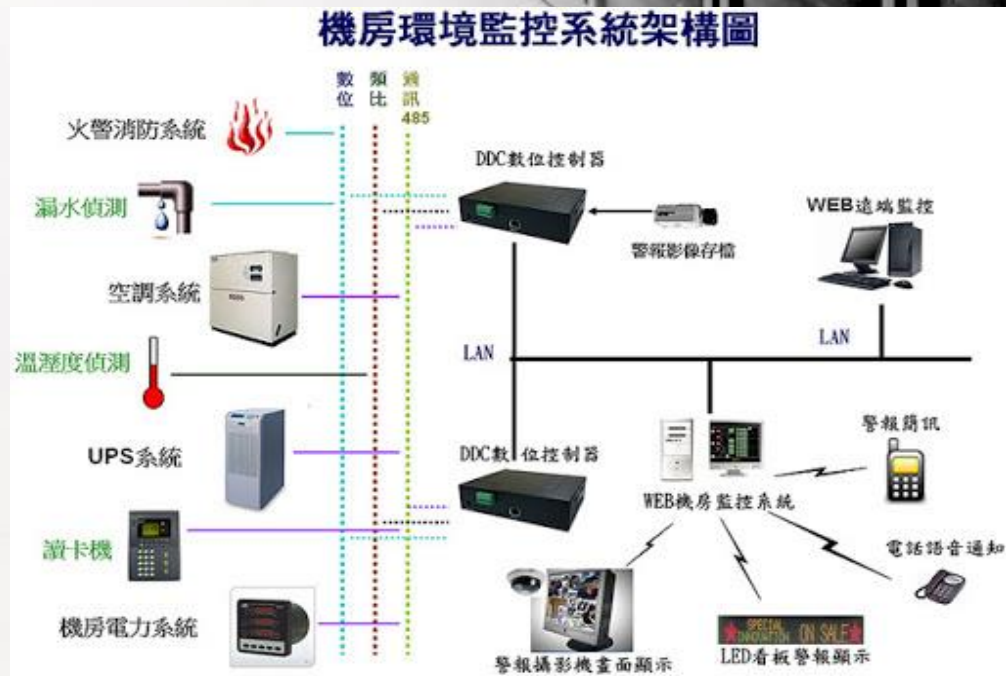 機房環境監控系統架構圖
數位
類比
通訊
485
火警消防系統
DDC數位控制器
漏水偵測
WEB遠端監控
警報影像存檔
空調系統
LAN
LAN
溫溼度偵測
警報簡訊
UPS系統
DDC數位控制器
WEB機房監控系統
讀卡機
電話語音通知
機房電力系統
SPECIAL
INNOVATION ON SALE
警報攝影機畫面顯示
LED看板警報顯示